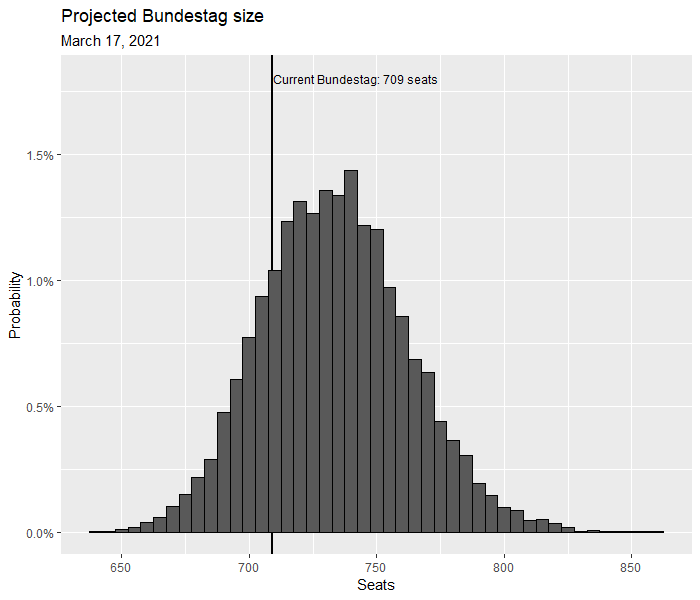 Projected Bundestag size
March 17, 2021
Current Bundestag: 709 seats
1.5%
1.0%
0.5%
0.0%
Probability
650 700 750 800 850
Seats